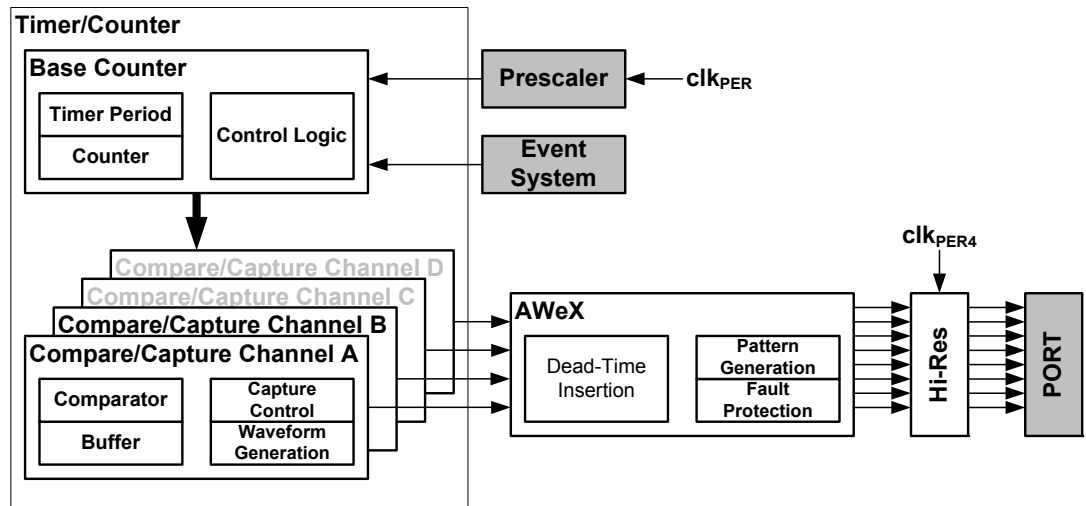 Timer/Counter
Base Counter
Timer Period
Counter
Control Logic
Prescaler
clkPER
Event
System
Compare/Capture Channel D
Compare/Capture Channel C
Compare/Capture Channel B
Compare/Capture Channel A
Comparator
Buffer
Capture
Control
Waveform
Generation
AWeX
Dead-Time
Insertion
Pattern
Generation
Fault
Protection
clkPER4
Hi-Res
PORT